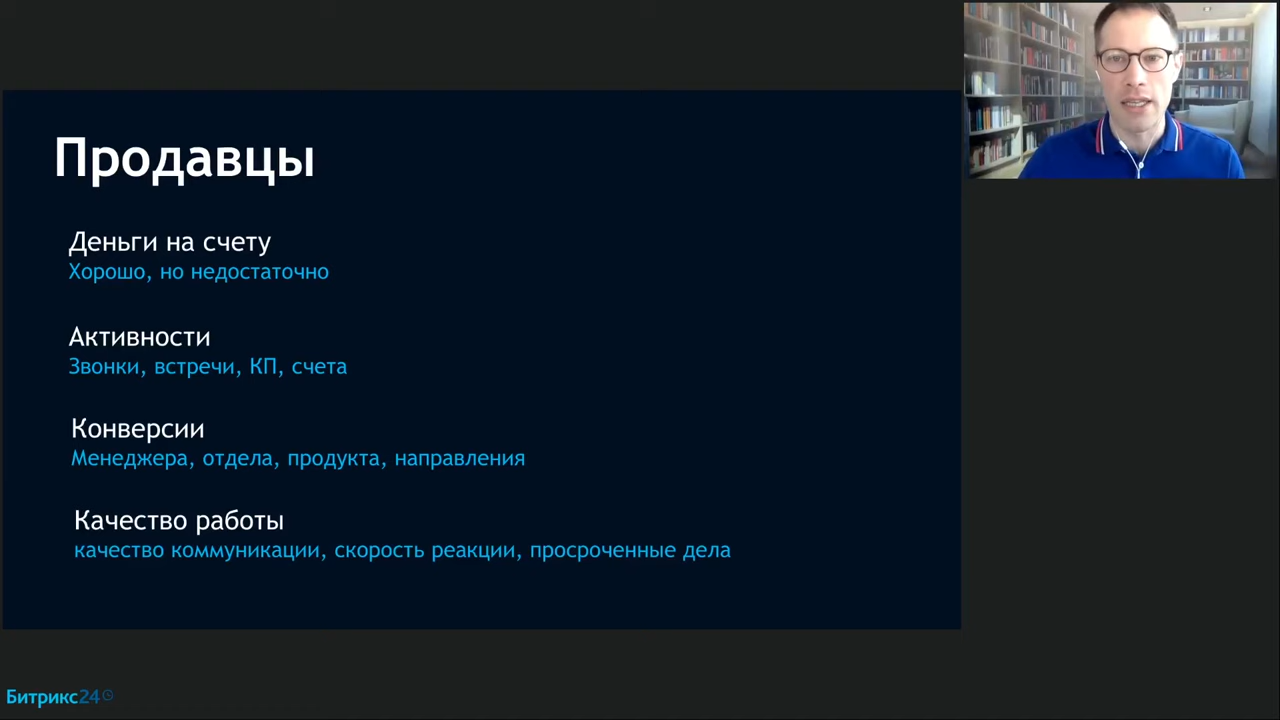 Продавцы
Деньги на счету
Хорошо, но недостаточно
Активности
Звонки, встречи, КП, счета
Конверсии
Менеджера, отдела, продукта, направления
Качество работы
качество коммуникации, скорость реакции, просроченные дела
Битрикс24